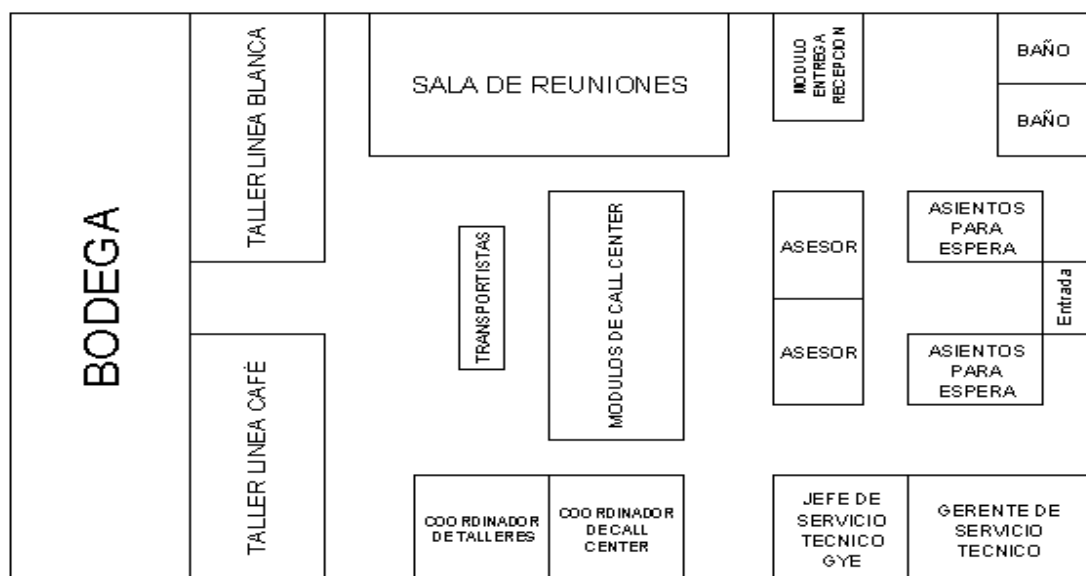 BODEGA
TALLER LINEA BLANCA
TALLER LINEA CAFÉ
SALA DE REUNIONES
MODULO
ENTREGA
RECEPCION
BAÑO
BAÑO
TRANSPORTISTAS
MODULOS DE CALL CENTER
ASESOR
ASESOR
ASIENTOS
PARA
ESPERA
Entrada
ASIENTOS
PARA
ESPERA
COORDINADOR
DE TALLERES
COORDINADOR
DE CALL
CENTER
JEFE DE
SERVICIO
TECNICO
GYE
GERENTE DE
SERVICIO
TECNICO